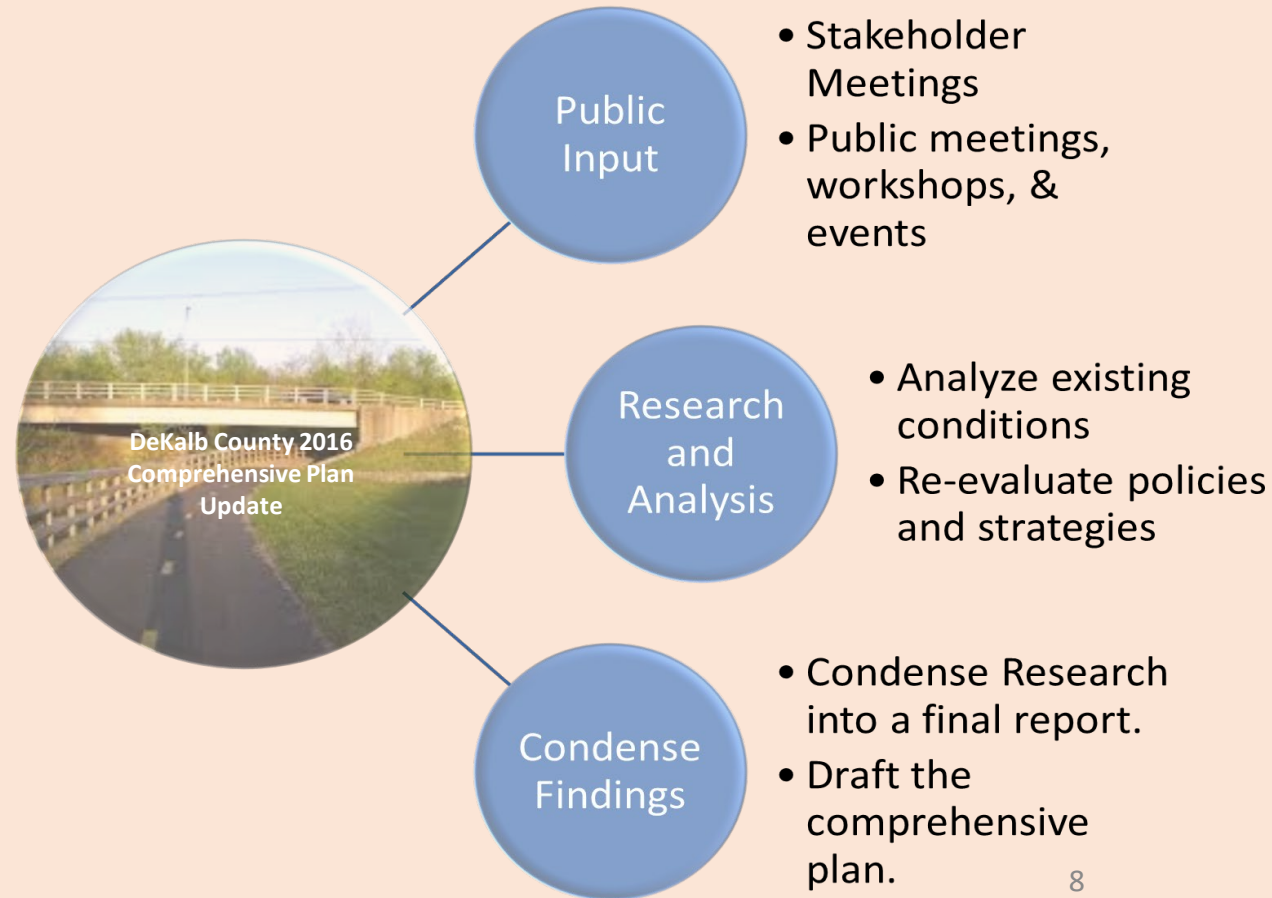 DeKalb County 2016
Comprehensive Plan
Update
Public
Input
• Stakeholder
Meetings
• Public meetings,
workshops, &
events
Research
and
Analysis
• Analyze existing
conditions
• Re-evaluate policies
and strategies
Condense
Findings
• Condense Research
into a final report.
• Draft the
comprehensive
plan.
8